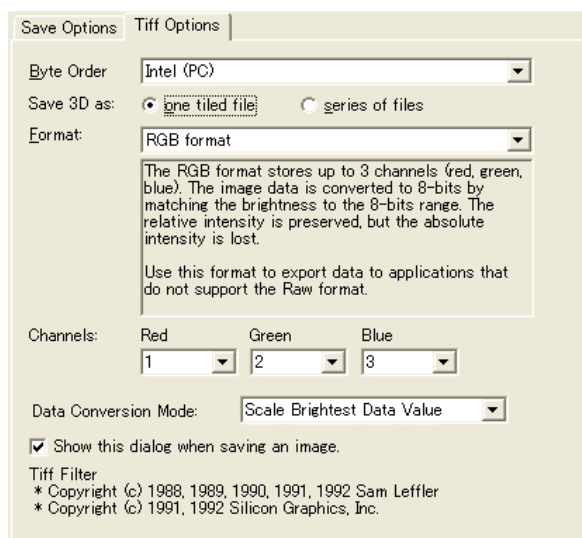 Save Options Tiff Options
Byte Order Intel (PC)
Save 3D as: one tiled file series of files
Format: RGB format
The RGB format stores up to 3 channels (red, green,
blue). The image data is converted to 8-bits by
matching the brightness to the 8-bits range. The
relative intensity is preserved, but the absolute
intensity is lost.
Use this format to export data to applications that
do not support the Raw format.
Channels: Red Green Blue
1 2 3
Data Conversion Mode: Scale Brightest Data Value
Show this dialog when saving an image.
Tiff Filter
* Copyright (c) 1988, 1989, 1990, 1991, 1992 Sam Leffler
* Copyright (c) 1991, 1992 Silicon Graphics, Inc.